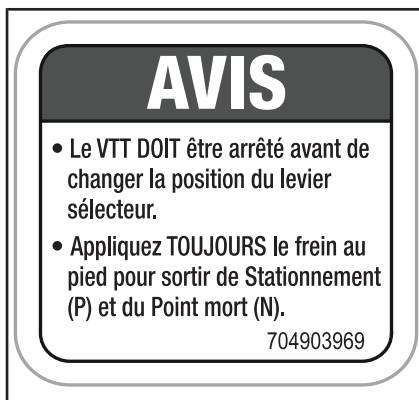 AVIS
• Le VTT DOIT être arrêté avant de
changer la position du levier
sélecteur.
• Appliquez TOUJOURS le frein au
pied pour sortir de Stationnement
(P) et du Point mort (N).
704903969